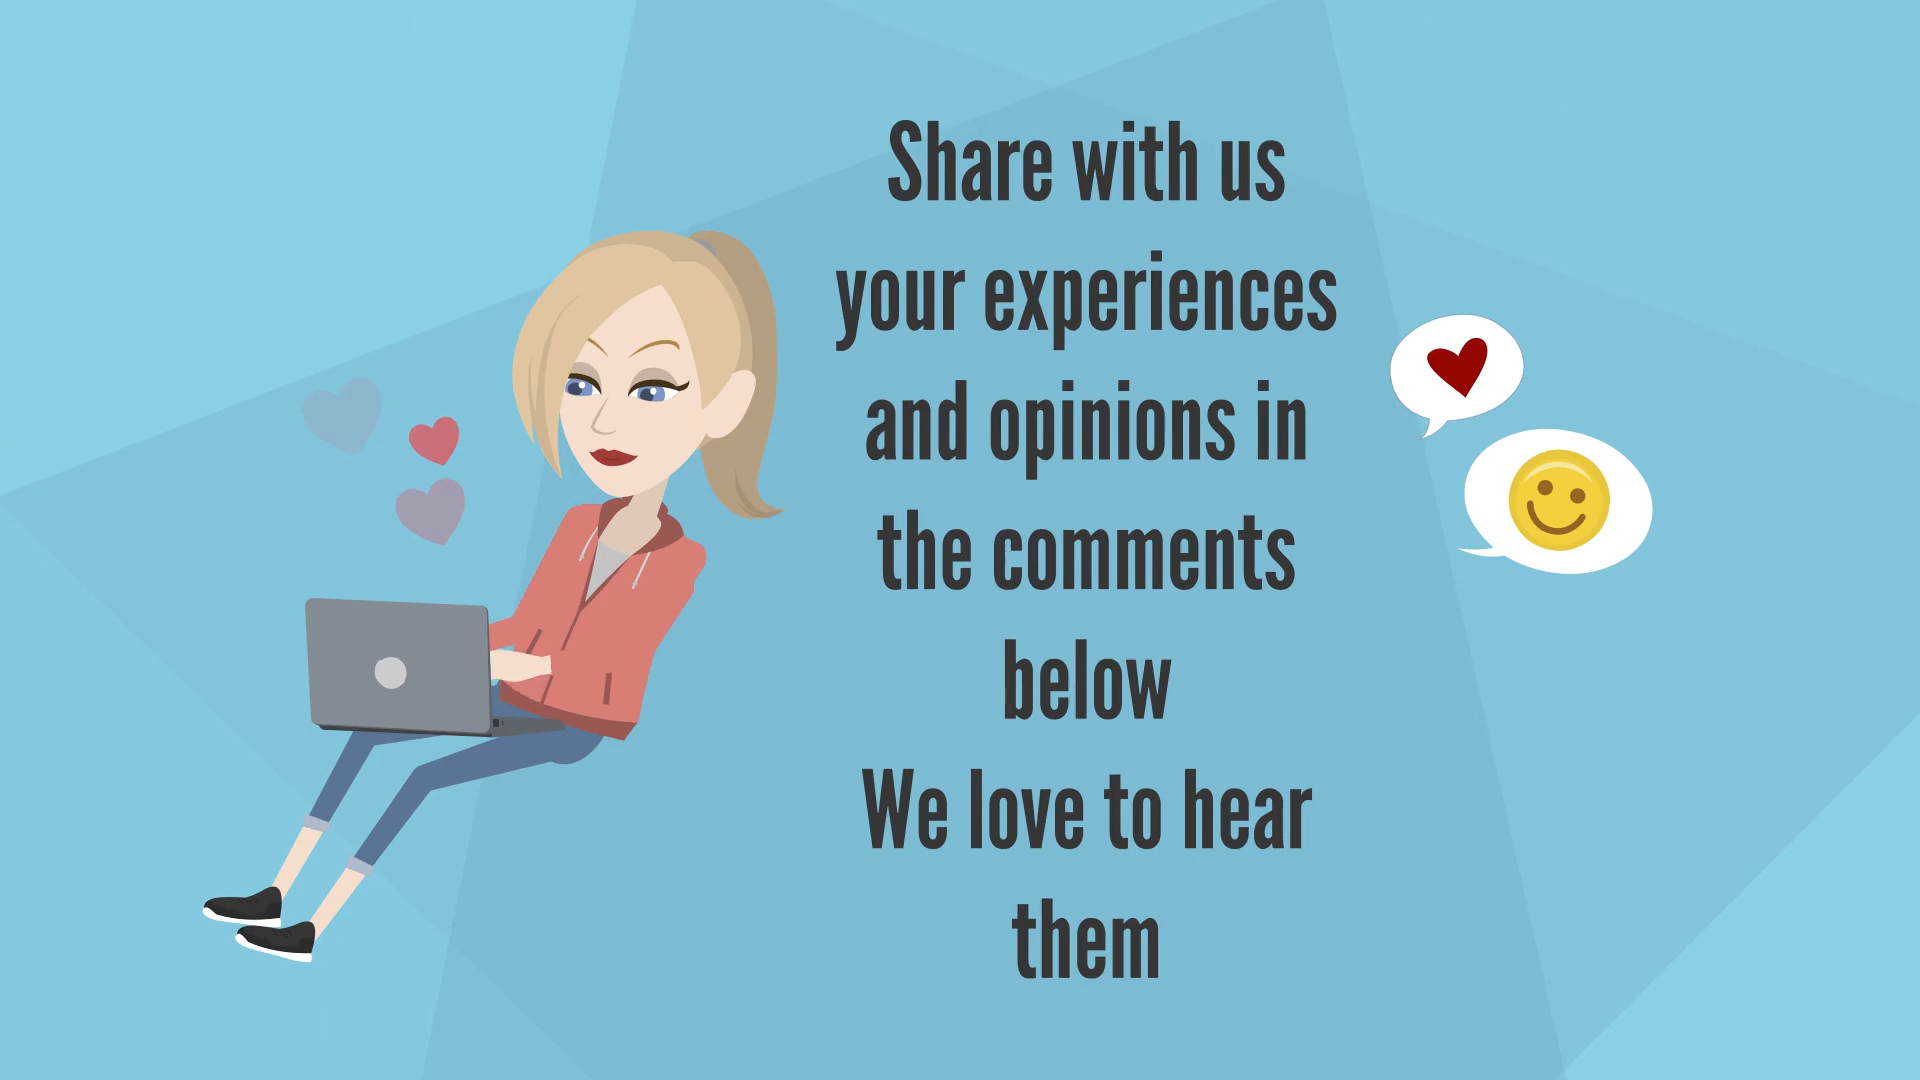 Share with us
your experiences
and opinions in
the comments
below
We love to hear
them